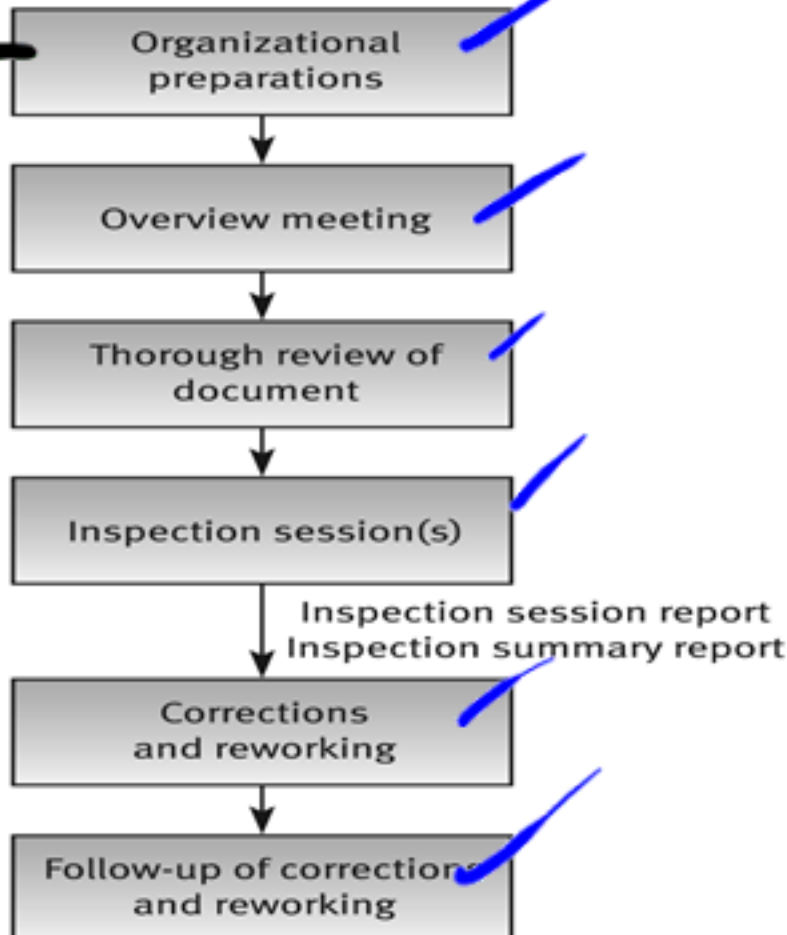 Organizational
preparations
Overview meeting
Thorough review of
document
Inspection session(s)
Inspection session report
Inspection summary report
Corrections
and reworking
Follow-up of corrections
and reworking